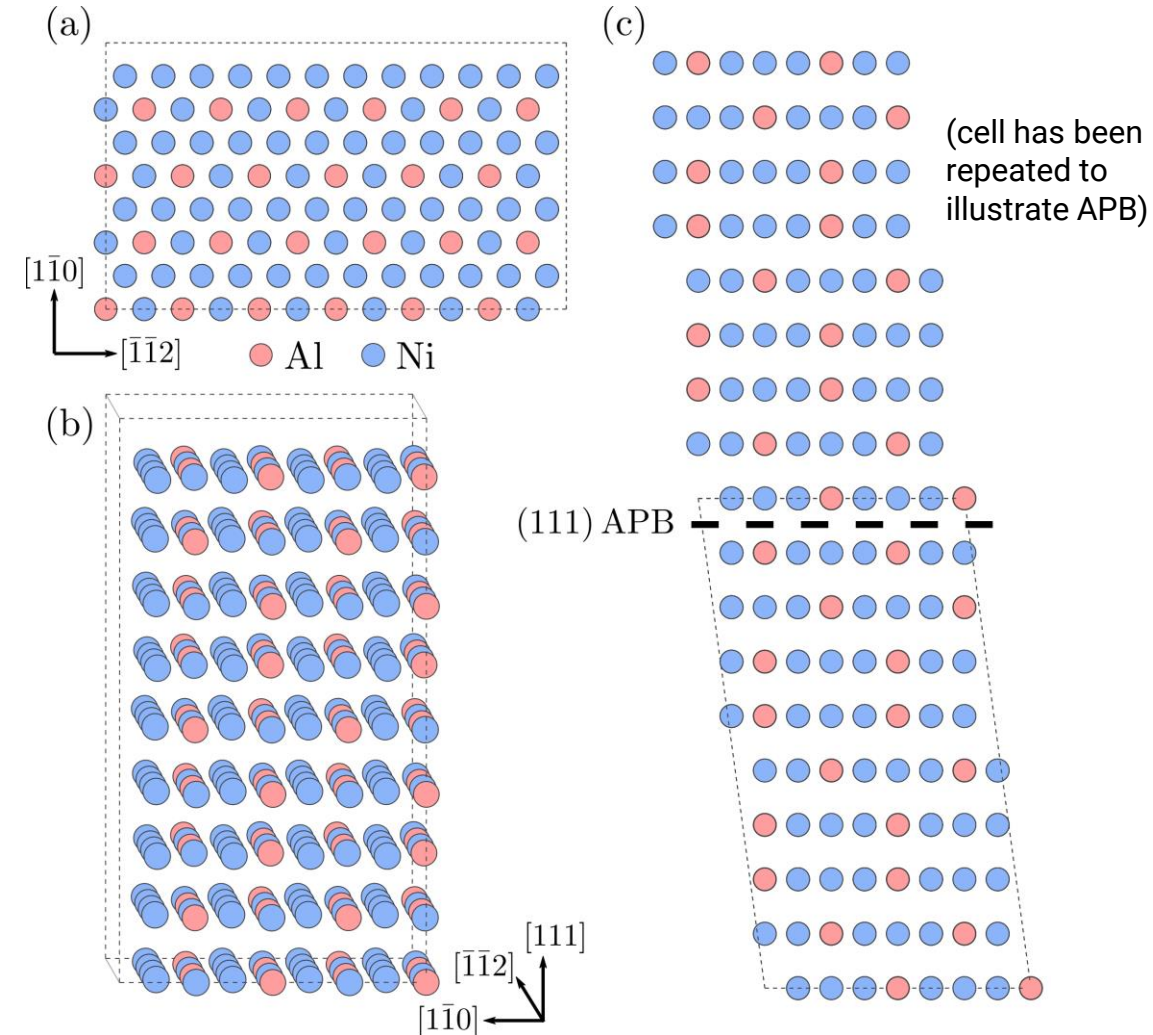 (a)
[11̄0]
[1̄1̄2]
Al
Ni
(b)
[111]
[1̄1̄2]
[11̄0]
(c)
(cell has been
repeated to
illustrate APB)
(111) APB